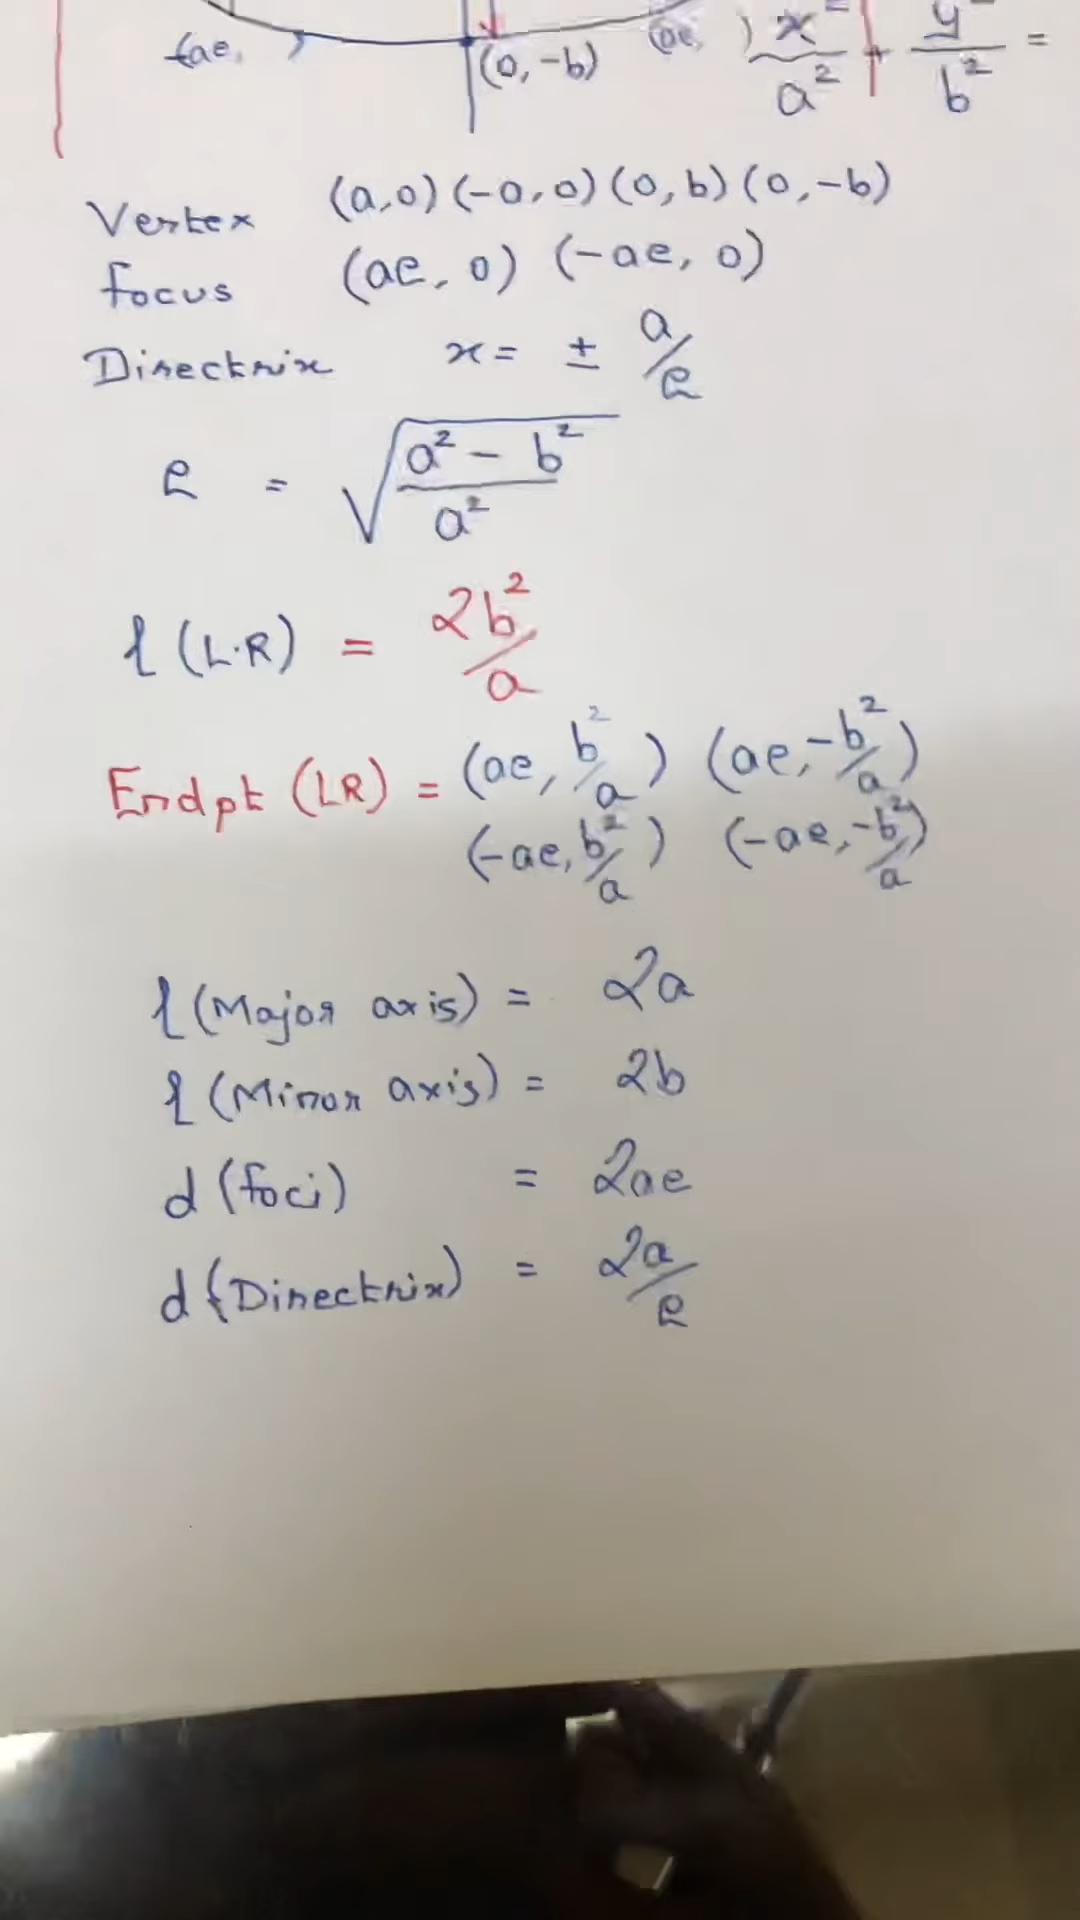 (ae, )
(0, -b)
(ae, )
x²/a² + y²/b² =
Vertex (a,0) (-a,0) (0,b) (0,-b)
focus (ae, 0) (-ae, 0)
Directrix x = ± a/e
e = √((a² - b²)/a²)
l (L.R) = 2b²/a
Endpt (LR) = (ae, b²/a) (ae, -b²/a)
(-ae, b²/a) (-ae, -b²/a)
l (Major axis) = 2a
l (Minor axis) = 2b
d (foci) = 2ae
d (Directrix) = 2a/e